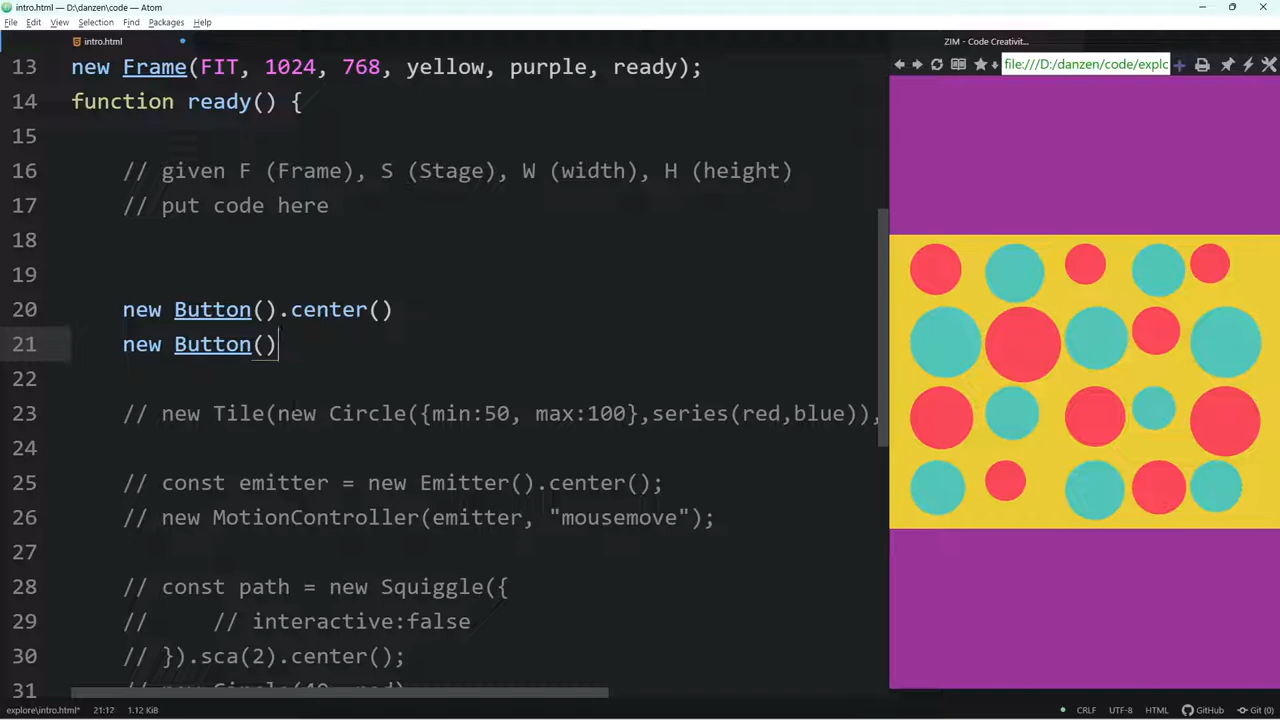 intro.html — D:\danzen\code — Atom
File Edit View Selection Find Packages Help
intro.html
ZIM - Code Creativit...
file:///D:/danzen/code/explc
13 new Frame(FIT, 1024, 768, yellow, purple, ready);
14 function ready() {
15
16 // given F (Frame), S (Stage), W (width), H (height)
17 // put code here
18
19
20 new Button().center()
21 new Button()
22
23 // new Tile(new Circle({min:50, max:100},series(red,blue)),
24
25 // const emitter = new Emitter().center();
26 // new MotionController(emitter, "mousemove");
27
28 // const path = new Squiggle({
29 // // interactive:false
30 // }).sca(2).center();
31 // new Circle(40, red)
explore\intro.html* 21:17 1.12 KiB CRLF UTF-8 HTML GitHub Git (0)